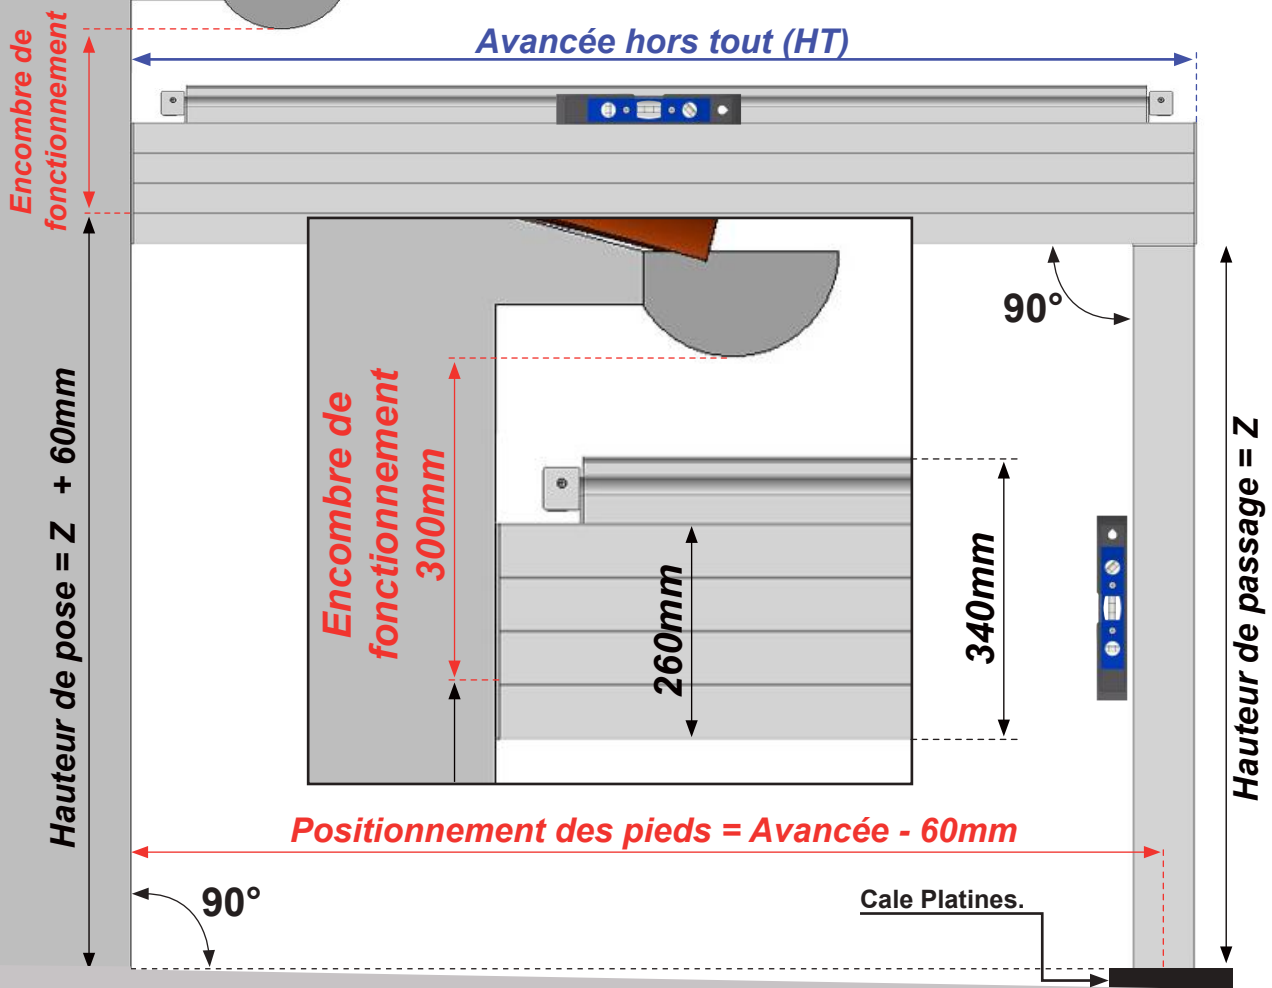 Encombre de
fonctionnement
Avancée hors tout (HT)
90°
Encombre de
fonctionnement
300mm
260mm
340mm
Hauteur de pose = Z + 60mm
Hauteur de passage = Z
Positionnement des pieds = Avancée - 60mm
90°
Cale Platines.